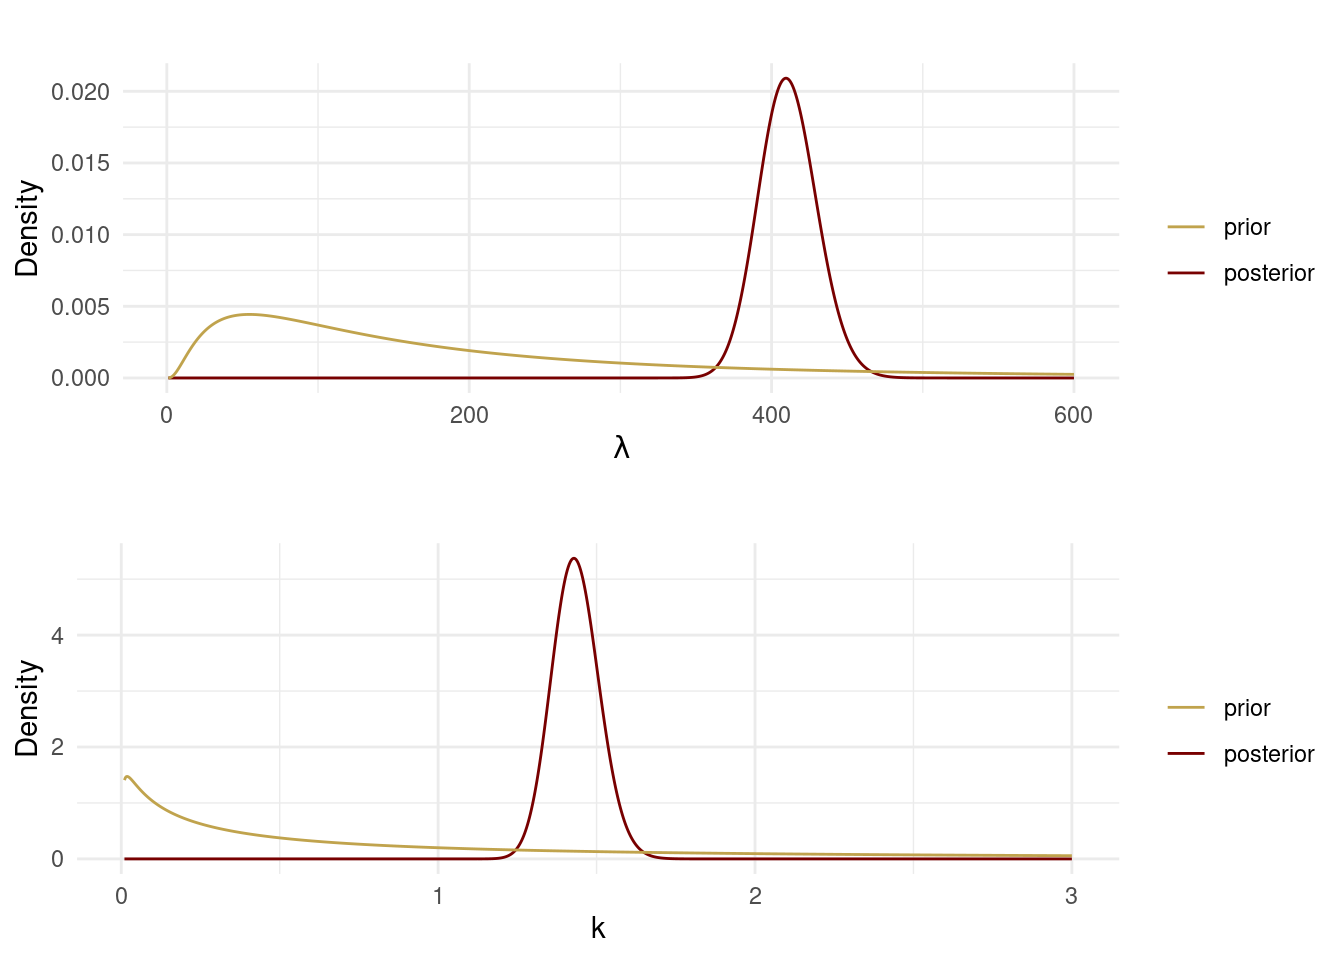 Density
0.020
0.015
0.010
0.005
0.000
0 200 400 600
λ
prior
posterior
Density
4
2
0
0 1 2 3
k
prior
posterior